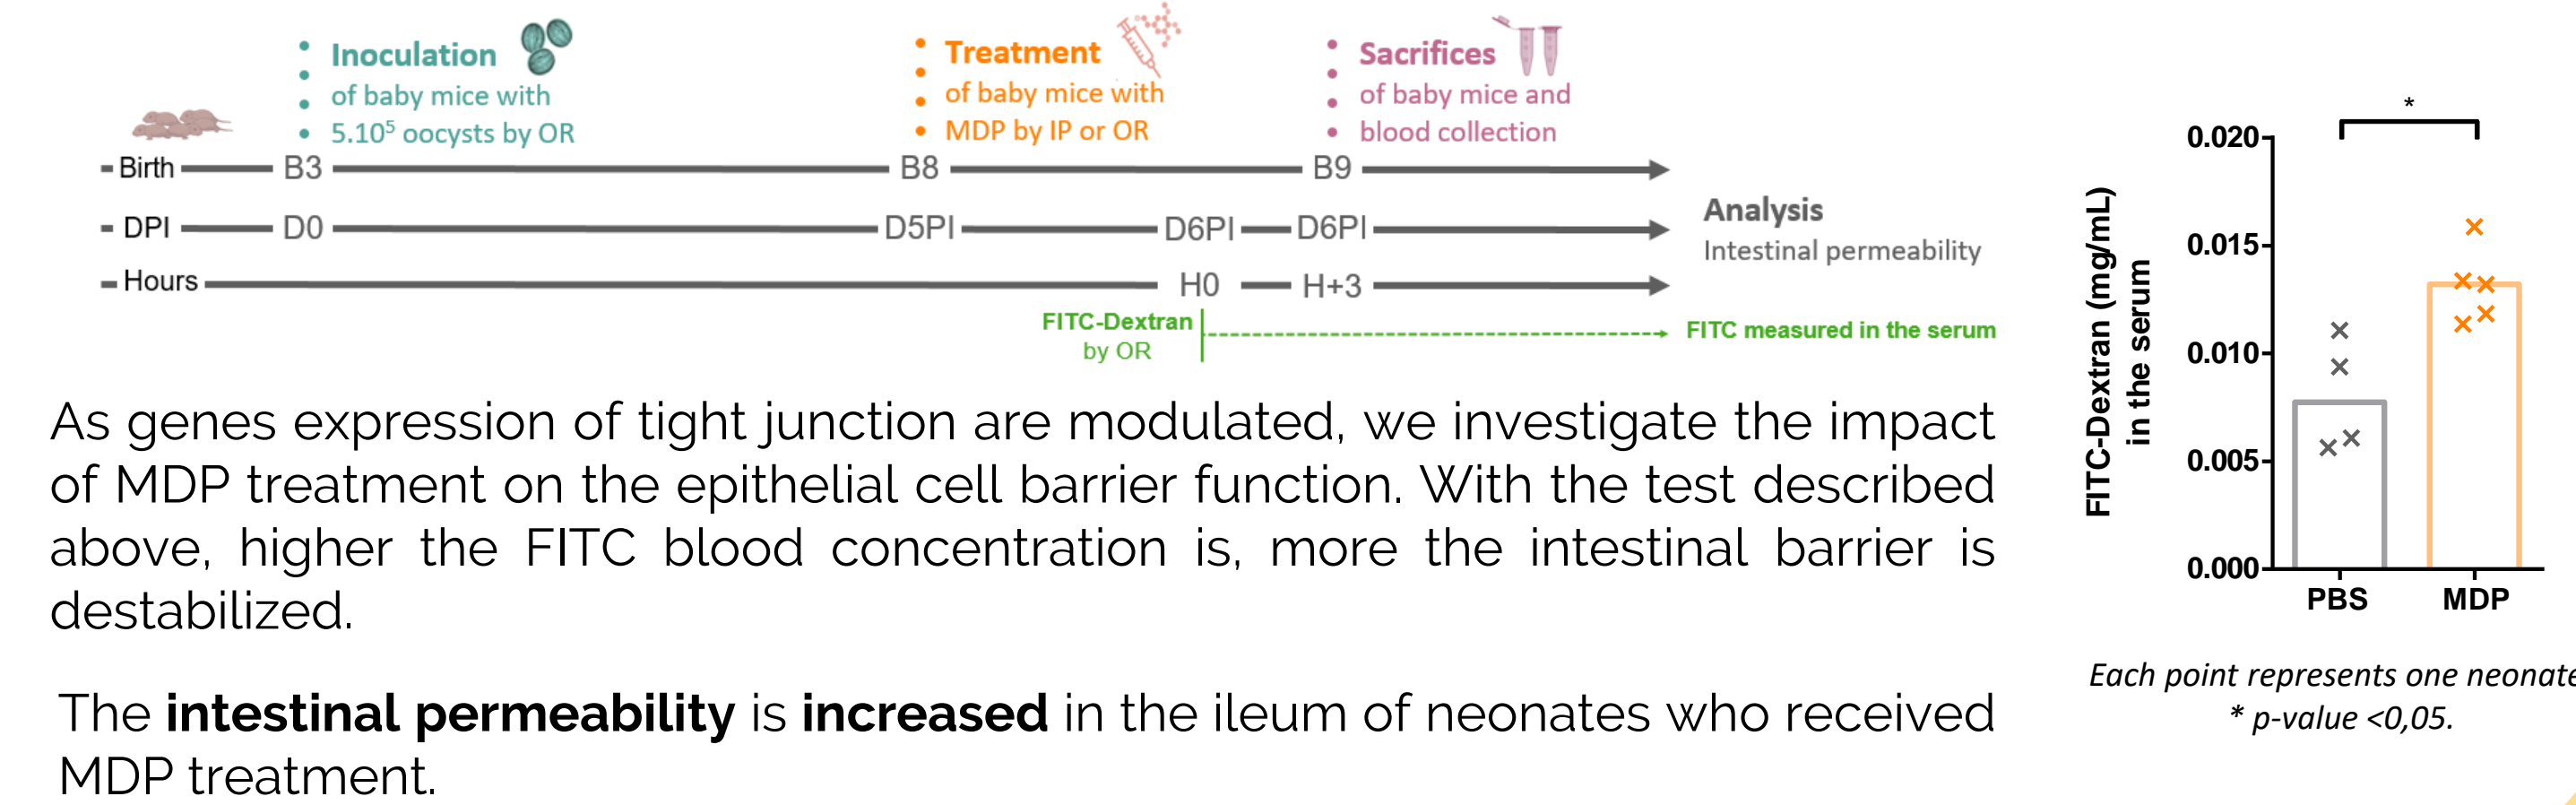 Inoculation
of baby mice with
5.10⁵ oocysts by OR
Treatment
of baby mice with
MDP by IP or OR
Sacrifices
of baby mice and
blood collection
Birth B3 B8 B9
DPI D0 D5PI D6PI D6PI
Hours H0 H+3
Analysis
Intestinal permeability
FITC-Dextran
by OR
FITC measured in the serum
As genes expression of tight junction are modulated, we investigate the impact
of MDP treatment on the epithelial cell barrier function. With the test described
above, higher the FITC blood concentration is, more the intestinal barrier is
destabilized.
The intestinal permeability is increased in the ileum of neonates who received
MDP treatment.
FITC-Dextran (mg/mL)
in the serum
*
0.020
0.015
0.010
0.005
0.000
PBS MDP
Each point represents one neonate
* p-value <0,05.